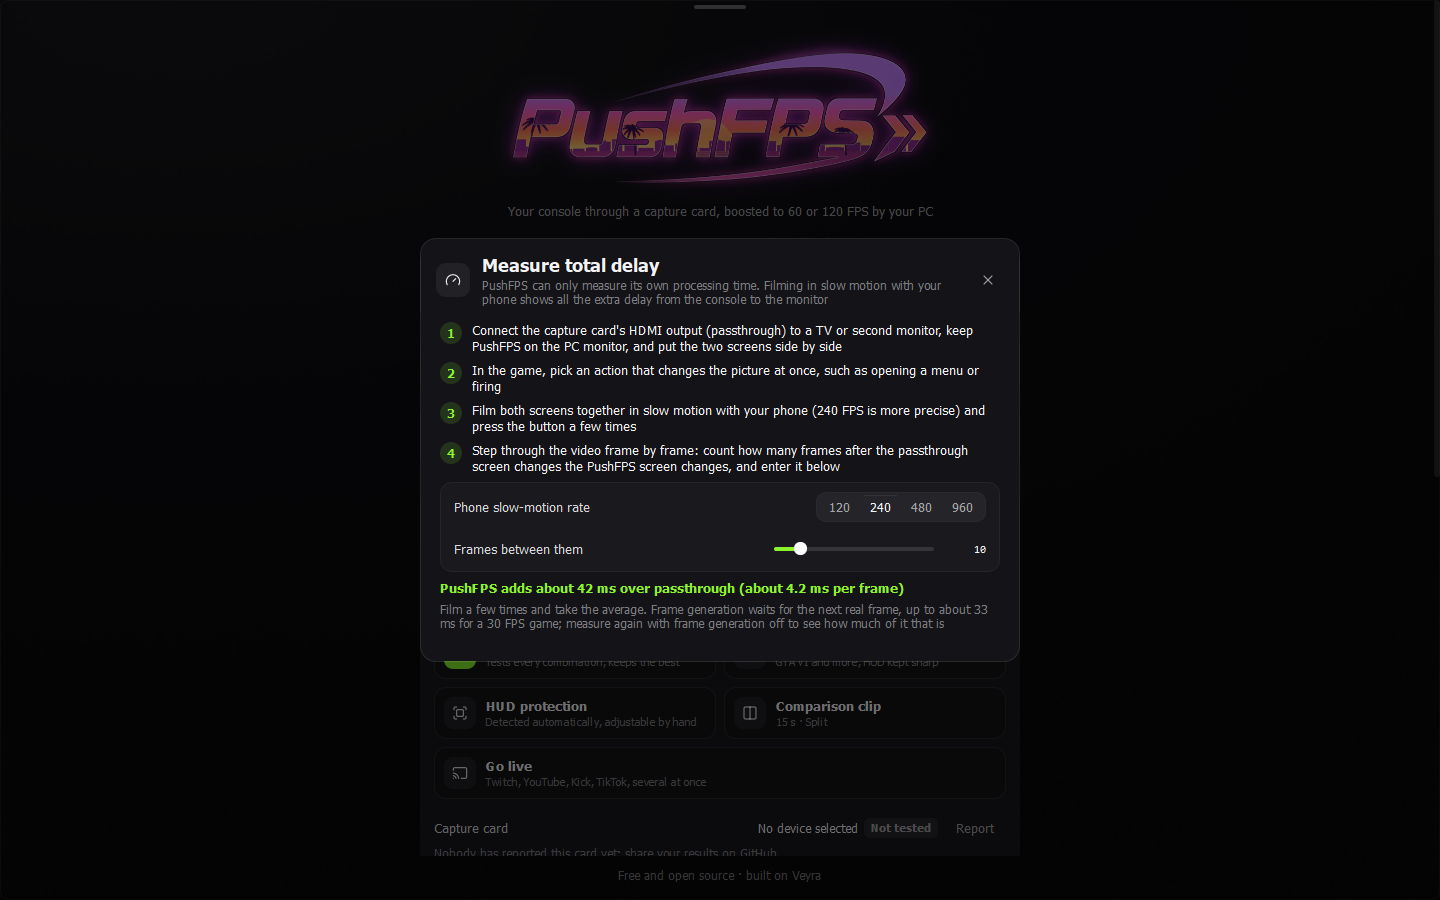 PushFPS
Your console through a capture card, boosted to 60 or 120 FPS by your PC
Measure total delay
PushFPS can only measure its own processing time. Filming in slow motion with your
phone shows all the extra delay from the console to the monitor
1
Connect the capture card's HDMI output (passthrough) to a TV or second monitor, keep
PushFPS on the PC monitor, and put the two screens side by side
2
In the game, pick an action that changes the picture at once, such as opening a menu or
firing
3
Film both screens together in slow motion with your phone (240 FPS is more precise) and
press the button a few times
4
Step through the video frame by frame: count how many frames after the passthrough
screen changes the PushFPS screen changes, and enter it below
Phone slow-motion rate 120 240 480 960
Frames between them 10
PushFPS adds about 42 ms over passthrough (about 4.2 ms per frame)
Film a few times and take the average. Frame generation waits for the next real frame, up to about 33
ms for a 30 FPS game; measure again with frame generation off to see how much of it that is
Tests every combination, keeps the best
GTA VI and more, HUD kept sharp
HUD protection
Detected automatically, adjustable by hand
Comparison clip
15 s · Split
Go live
Twitch, YouTube, Kick, TikTok, several at once
Capture card No device selected Not tested Report
Nobody has reported this card yet: share your results on GitHub
Free and open source · built on Veyra